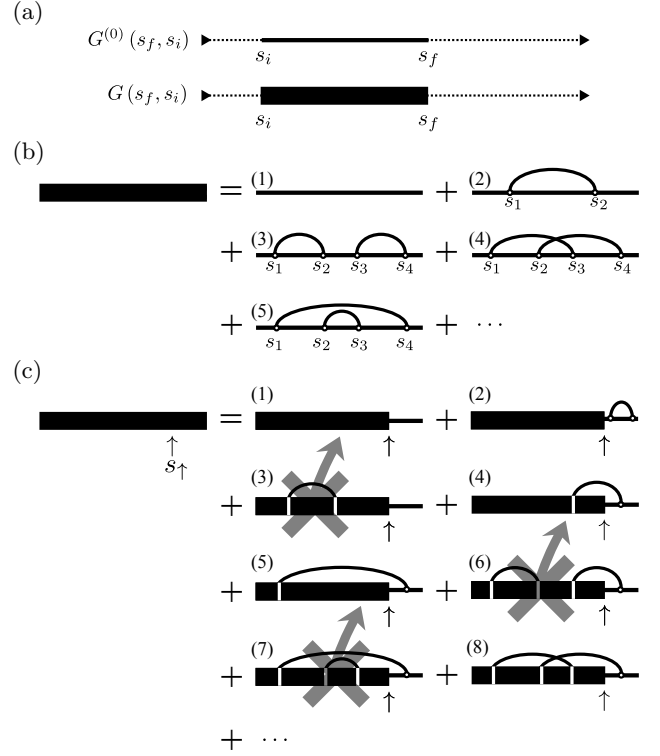 (a)
G^{(0)} (s_f, s_i)
s_i s_f
G (s_f, s_i)
s_i s_f
(b)
= (1) + (2)
s_1 s_2
+ (3) + (4)
s_1 s_2 s_3 s_4 s_1 s_2 s_3 s_4
+ (5) + ⋯
s_1 s_2 s_3 s_4
(c)
= (1) + (2)
↑ ↑ ↑
s_↑
+ (3) + (4)
↑ ↑
+ (5) + (6)
↑ ↑
+ (7) + (8)
↑ ↑
+ ⋯